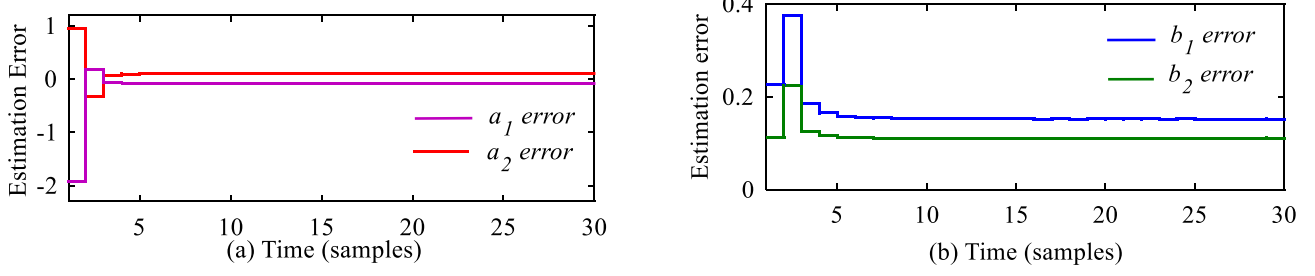 Estimation Error
1
0
-1
-2
a1 error
a2 error
5 10 15 20 25 30
(a) Time (samples)
Estimation error
0.4
0.2
0
b1 error
b2 error
5 10 15 20 25 30
(b) Time (samples)